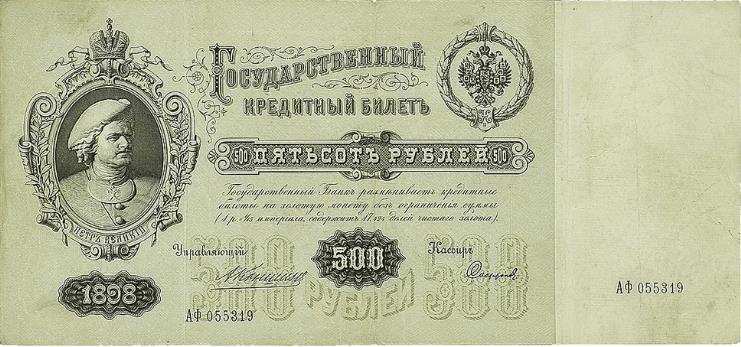 Государственный
Кредитный Билетъ
500 Пятьсотъ Рублей 500
Государственный Банкъ размѣниваетъ кредитные
билеты на золотую монету безъ ограниченія суммы
(1 р. = 1/15 имперіала, содержитъ 17,424 долей чистаго золота).
Петръ Великій
Управляющій
500
Кассиръ
500 500
Рублей
1898
АФ 055319
АФ 055319